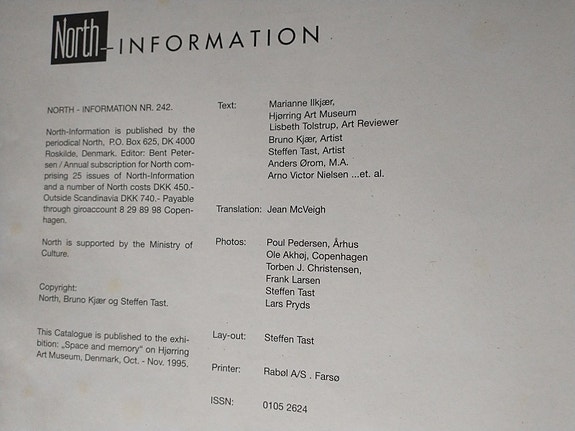 North-INFORMATION
NORTH - INFORMATION NR. 242.
North-Information is published by the
periodical North, P.O. Box 625, DK 4000
Roskilde, Denmark. Editor: Bent Peter-
sen / Annual subscription for North com-
prising 25 issues of North-Information
and a number of North costs DKK 450.-
Outside Scandinavia DKK 740.- Payable
through giroaccount 8 29 89 98 Copen-
hagen.
North is supported by the Ministry of
Culture.
Copyright:
North, Bruno Kjær og Steffen Tast.
This Catalogue is published to the exhi-
bition: „Space and memory" on Hjørring
Art Museum, Denmark, Oct. - Nov. 1995.
Text: Marianne Ilkjær,
Hjørring Art Museum
Lisbeth Tolstrup, Art Reviewer
Bruno Kjær, Artist
Steffen Tast, Artist
Anders Ørom, M.A.
Arno Victor Nielsen ...et. al.
Translation: Jean McVeigh
Photos: Poul Pedersen, Århus
Ole Akhøj, Copenhagen
Torben J. Christensen,
Frank Larsen
Steffen Tast
Lars Pryds
Lay-out: Steffen Tast
Printer: Rabøl A/S . Farsø
ISSN: 0105 2624